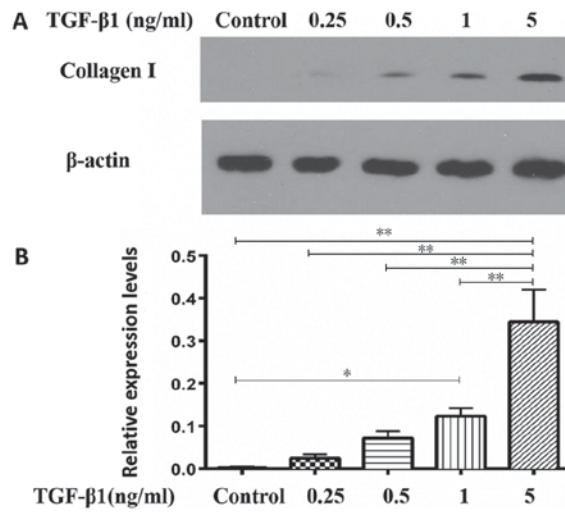 A TGF-β1 (ng/ml) Control 0.25 0.5 1 5
Collagen I
β-actin
B
**
**
**
**
*
Relative expression levels
0.5
0.4
0.3
0.2
0.1
0.0
TGF-β1(ng/ml) Control 0.25 0.5 1 5